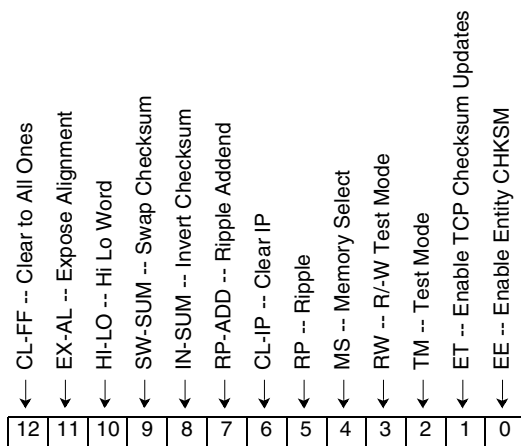 CL-FF -- Clear to All Ones
EX-AL -- Expose Alignment
HI-LO -- Hi Lo Word
SW-SUM -- Swap Checksum
IN-SUM -- Invert Checksum
RP-ADD -- Ripple Addend
CL-IP -- Clear IP
RP -- Ripple
MS -- Memory Select
RW -- R/-W Test Mode
TM -- Test Mode
ET -- Enable TCP Checksum Updates
EE -- Enable Entity CHKSM
12 11 10 9 8 7 6 5 4 3 2 1 0